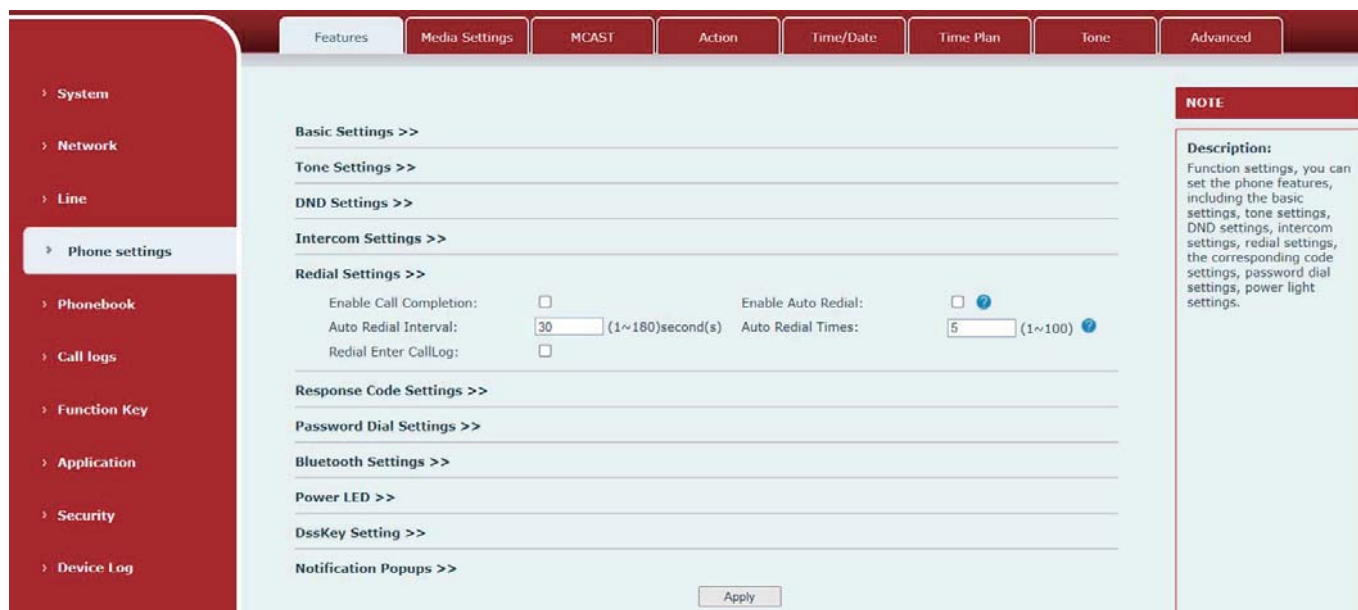 Features
Media Settings
MCAST
Action
Time/Date
Time Plan
Tone
Advanced
› System
› Network
› Line
› Phone settings
› Phonebook
› Call logs
› Function Key
› Application
› Security
› Device Log
Basic Settings >>
Tone Settings >>
DND Settings >>
Intercom Settings >>
Redial Settings >>
Enable Call Completion: Enable Auto Redial: ?
Auto Redial Interval: 30 (1~180)second(s) Auto Redial Times: 5 (1~100) ?
Redial Enter CallLog:
Response Code Settings >>
Password Dial Settings >>
Bluetooth Settings >>
Power LED >>
DssKey Setting >>
Notification Popups >>
Apply
NOTE
Description:
Function settings, you can
set the phone features,
including the basic
settings, tone settings,
DND settings, intercom
settings, redial settings,
the corresponding code
settings, password dial
settings, power light
settings.